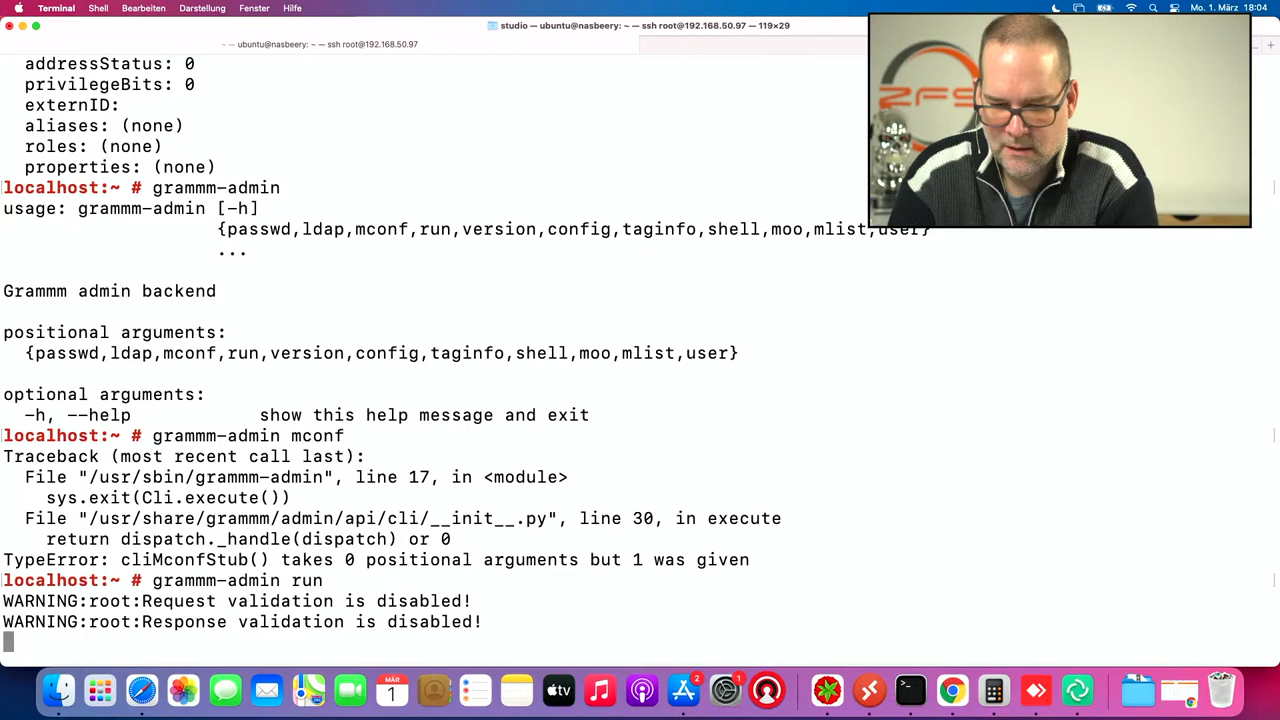 Terminal Shell Bearbeiten Darstellung Fenster Hilfe
Mo. 1. März 18:04
studio — ubuntu@nasbeery: ~ — ssh root@192.168.50.97 — 119×29
~ — ubuntu@nasbeery: ~ — ssh root@192.168.50.97
addressStatus: 0
privilegeBits: 0
externID:
aliases: (none)
roles: (none)
properties: (none)
localhost:~ # grammm-admin
usage: grammm-admin [-h]
{passwd,ldap,mconf,run,version,config,taginfo,shell,moo,mlist,user}
...
Grammm admin backend
positional arguments:
{passwd,ldap,mconf,run,version,config,taginfo,shell,moo,mlist,user}
optional arguments:
-h, --help show this help message and exit
localhost:~ # grammm-admin mconf
Traceback (most recent call last):
File "/usr/sbin/grammm-admin", line 17, in <module>
sys.exit(Cli.execute())
File "/usr/share/grammm/admin/api/cli/__init__.py", line 30, in execute
return dispatch._handle(dispatch) or 0
TypeError: cliMconfStub() takes 0 positional arguments but 1 was given
localhost:~ # grammm-admin run
WARNING:root:Request validation is disabled!
WARNING:root:Response validation is disabled!
ZFS
MÄR
1
tv
2
1